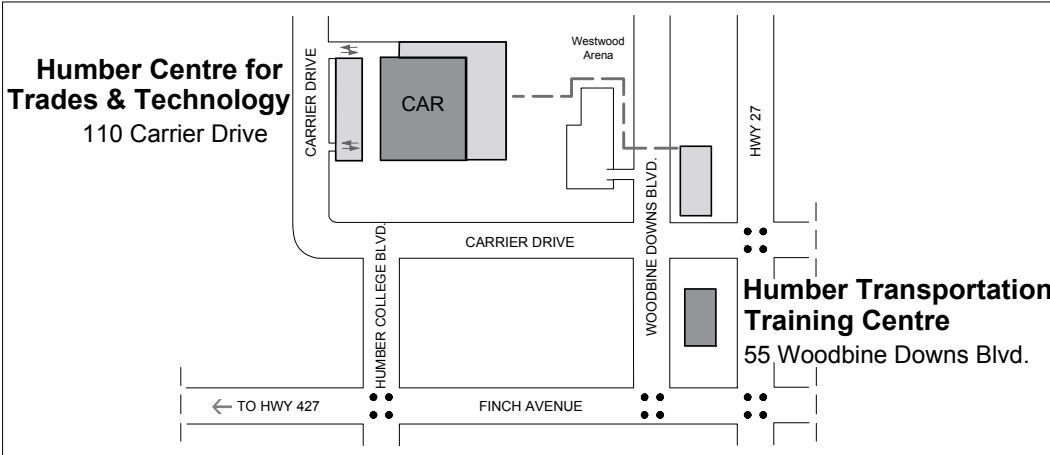 Humber Centre for
Trades & Technology
110 Carrier Drive
CARRIER DRIVE
CAR
Westwood
Arena
HWY 27
WOODBINE DOWNS BLVD.
CARRIER DRIVE
HUMBER COLLEGE BLVD.
Humber Transportation
Training Centre
55 Woodbine Downs Blvd.
← TO HWY 427
FINCH AVENUE